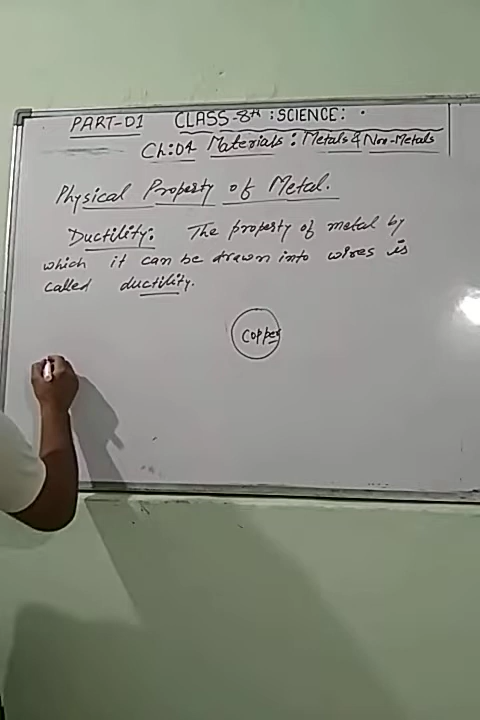 PART-01 CLASS-8th : SCIENCE:
Ch:04 Materials: Metals & Non-Metals
Physical Property of Metal.
Ductility: The property of metal by
which it can be drawn into wires is
called ductility.
Copper